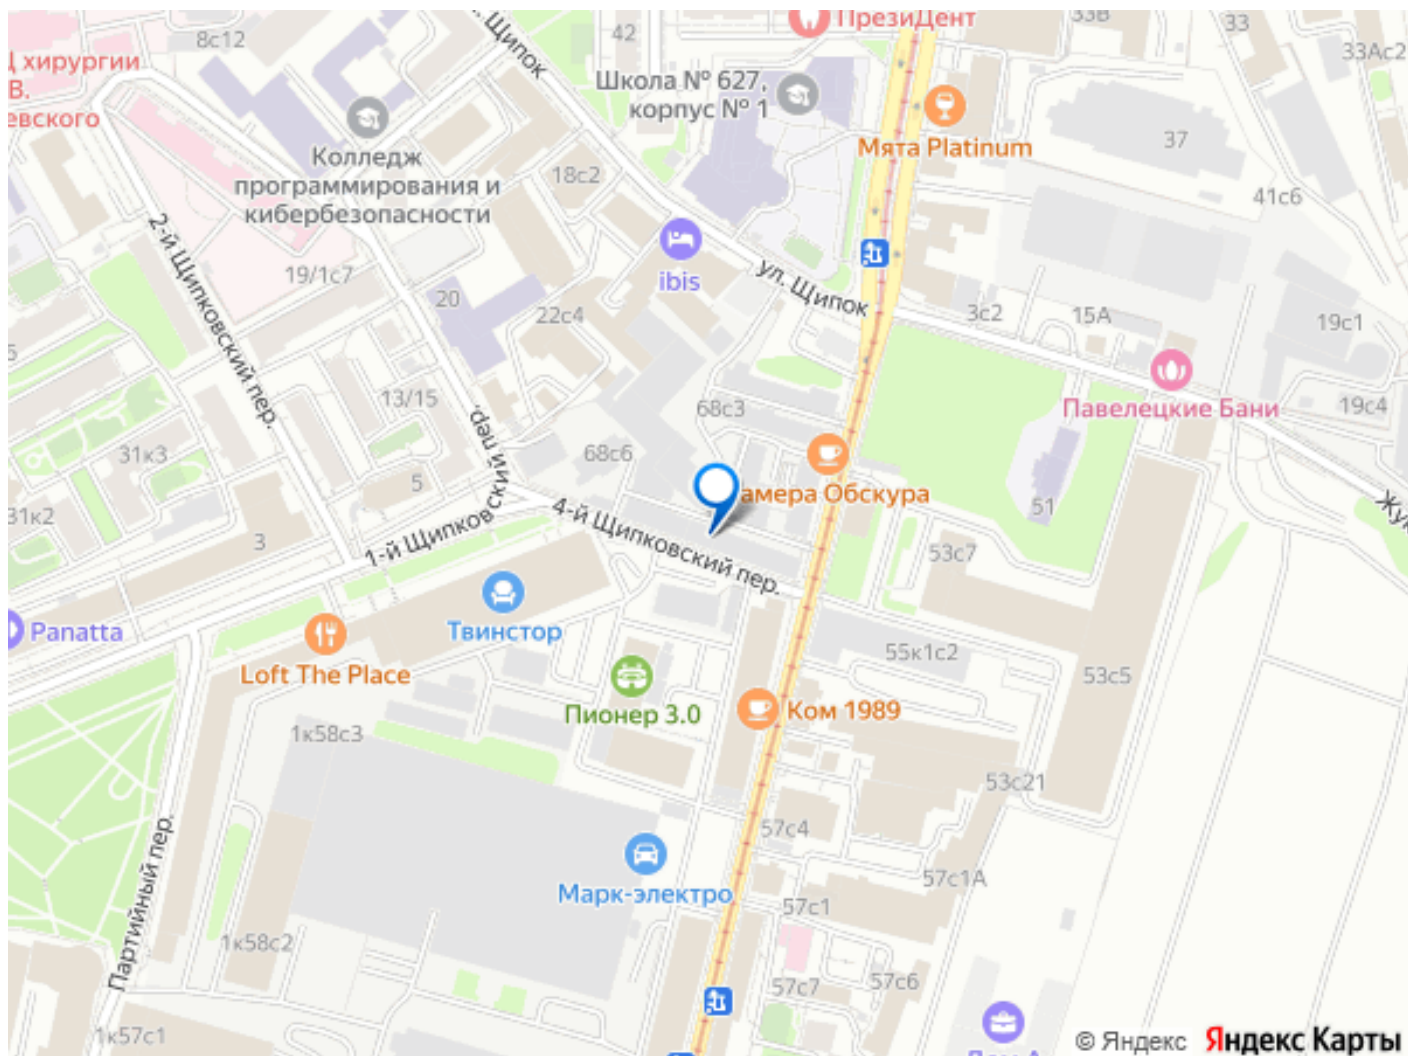 8с12
42
ПрезиДент
33В
33
33Ас2
хирургии
В.
евского
ул. Щипок
Школа № 627,
корпус № 1
Мята Platinum
37
Колледж
программирования и
кибербезопасности
18с2
41с6
2-й Щипковский пер.
19/1с7
20
ibis
22с4
ул. Щипок
3с2
15А
19с1
Павелецкие Бани
13/15
68с3
19с4
31к3
5
1-й Щипковский пер.
68с6
Камера Обскура
51
31к2
3
4-й Щипковский пер.
53с7
Panatta
Твинстор
Loft The Place
55к1с2
53с5
Пионер 3.0
Ком 1989
1к58с3
53с21
57с4
Марк-электро
57с1А
57с1
Партийный пер.
1к58с2
57с7
57с6
1к57с1
© Яндекс Яндекс Карты